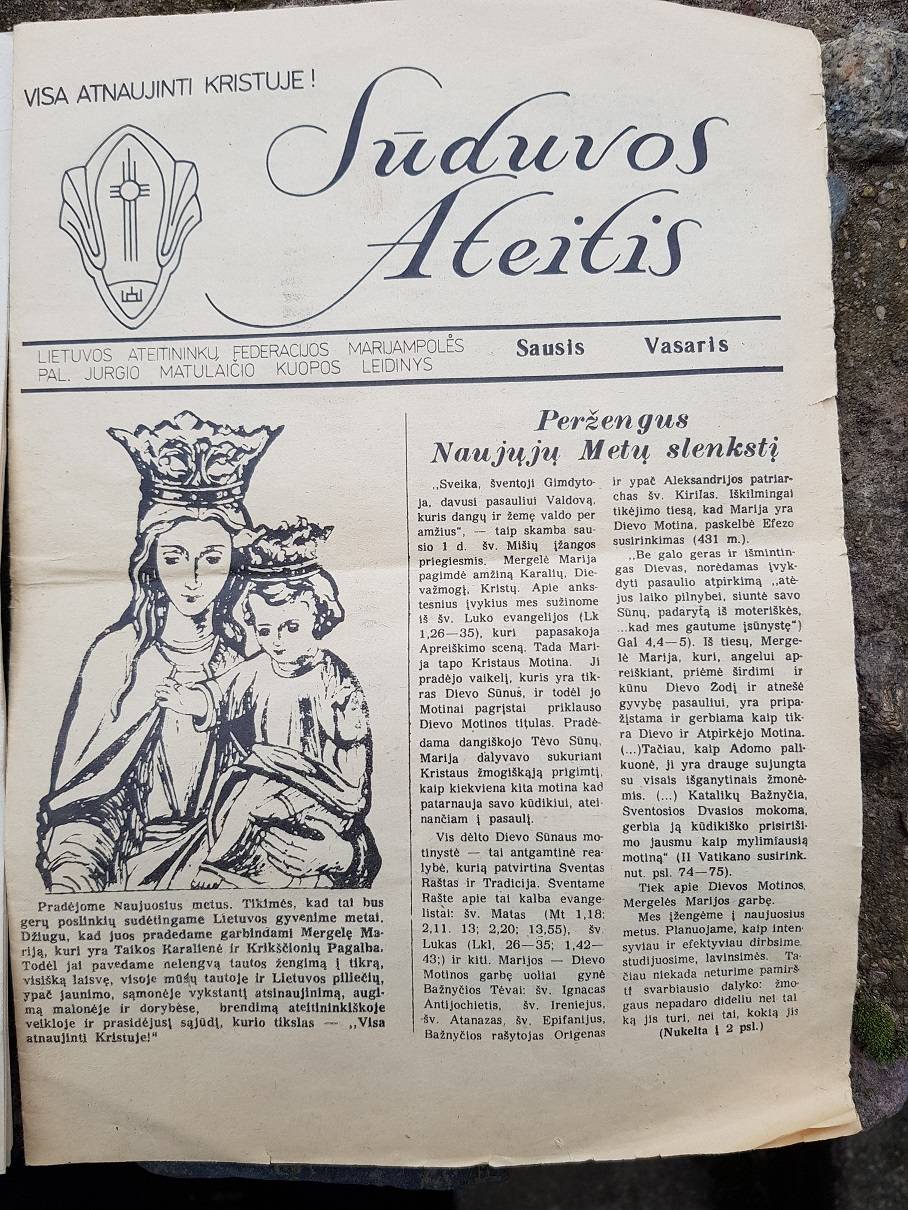 VISA ATNAUJINTI KRISTUJE!
Sūduvos
Ateitis
LIETUVOS ATEITININKŲ FEDERACIJOS MARIJAMPOLĖS
PAL. JURGIO MATULAIČIO KUOPOS LEIDINYS
Sausis Vasaris
Pradėjome Naujuosius metus. Tikimės, kad tai bus
gerų poslinkių sudėtingame Lietuvos gyvenime metai.
Džiugu, kad juos pradedame garbindami Mergelę Ma-
riją, kuri yra Taikos Karalienė ir Krikščionių Pagalba.
Todėl jai pavedame nelengvą tautos žengimą į tikrą,
visišką laisvę, visoje mūsų tautoje ir Lietuvos piliečių,
ypač jaunimo, sąmonėje vykstantį atsinaujinimą, augi-
mą malonėje ir dorybėse, brendimą ateitininkiškoje
veikloje ir prasidėjusį sąjūdį, kurio tikslas — ,,Visa
atnaujinti Kristuje!"
Peržengus
Naujųjų Metų slenkstį
,,Sveika, šventoji Gimdyto-
ja, davusi pasauliui Valdovą,
kuris dangų ir žemę valdo per
amžius", — taip skamba sau-
sio 1 d. šv. Mišių įžangos
priegiesmis. Mergelė Marija
pagimdė amžiną Karalių, Die-
važmogį, Kristų. Apie anks-
tesnius įvykius mes sužinome
iš šv. Luko evangelijos (Lk
1,26—35), kuri papasakoja
Apreiškimo sceną. Tada Mari-
ja tapo Kristaus Motina. Ji
pradėjo vaikelį, kuris yra tik-
ras Dievo Sūnus, ir todėl jo
Motinai pagrįstai priklauso
Dievo Motinos titulas. Pradė-
dama dangiškojo Tėvo Sūnų,
Marija dalyvavo sukuriant
Kristaus žmogiškąją prigimtį,
kaip kiekviena kita motina kad
patarnauja savo kūdikiui, atei-
nančiam į pasaulį.
Vis dėlto Dievo Sūnaus mo-
tinystė — tai antgamtinė rea-
lybė, kurią patvirtina Šventas
Raštas ir Tradicija. Šventame
Rašte apie tai kalba evange-
listai: šv. Matas (Mt 1,18;
2,11. 13; 2,20; 13,55), šv.
Lukas (Lk1, 26—35; 1,42—
43;) ir kiti. Marijos — Dievo
Motinos garbę uoliai gynė
Bažnyčios Tėvai: šv. Ignacas
Antijochietis, šv. Ireniejus,
šv. Atanazas, šv. Epifanijus,
Bažnyčios rašytojas Origenas
ir ypač Aleksandrijos patriar-
chas šv. Kirilas. Iškilmingai
tikėjimo tiesą, kad Marija yra
Dievo Motina, paskelbė Efezo
susirinkimas (431 m.).
,,Be galo geras ir išmintin-
gas Dievas, norėdamas įvyk-
dyti pasaulio atpirkimą ,,atė-
jus laiko pilnybei, siuntė savo
Sūnų, padarytą iš moteriškės,
...kad mes gautume įsūnystę")
Gal 4,4—5). Iš tiesų, Merge-
lė Marija, kuri, angelui ap-
reiškiant, priėmė širdimi ir
kūnu Dievo Žodį ir atnešė
gyvybę pasauliui, yra pripa-
žįstama ir gerbiama kaip tik-
ra Dievo ir Atpirkėjo Motina.
(...)Tačiau, kaip Adomo pali-
kuonė, ji yra drauge sujungta
su visais išganytinais žmonė-
mis. (...) Katalikų Bažnyčia,
Šventosios Dvasios mokoma,
gerbia ją kūdikiško prisiriši-
mo jausmu kaip mylimiausią
motiną" (II Vatikano susirink.
nut. psl. 74—75).
Tiek apie Dievos Motinos,
Mergelės Marijos garbę.
Mes įžengėme į naujuosius
metus. Planuojame, kaip inten-
syviau ir efektyviau dirbsime,
studijuosime, lavinsimės. Ta-
čiau niekada neturime pamirš-
ti svarbiausio dalyko: žmo-
gaus nepadaro dideliu nei tai
ką jis turi, nei tai, kokią jis
(Nukelta į 2 psl.)